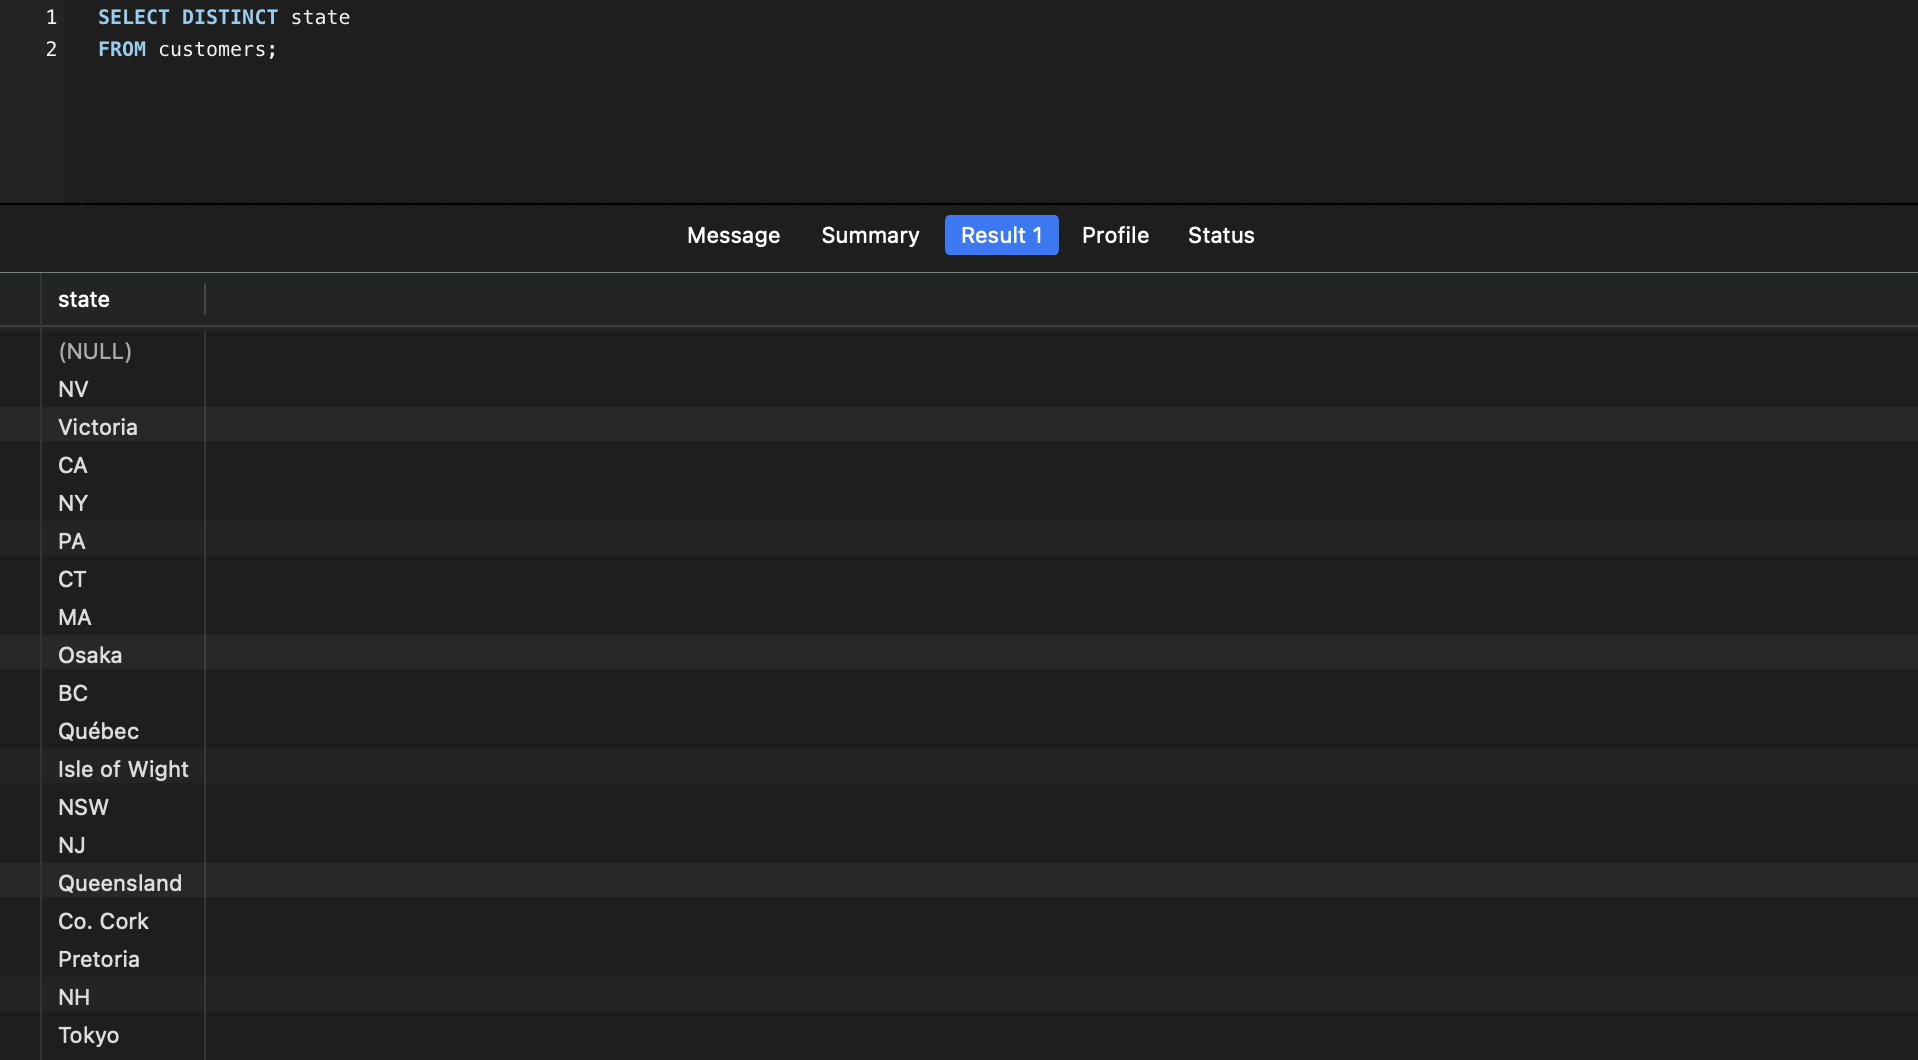 1 SELECT DISTINCT state
2 FROM customers;
Message Summary Result 1 Profile Status
state
(NULL)
NV
Victoria
CA
NY
PA
CT
MA
Osaka
BC
Québec
Isle of Wight
NSW
NJ
Queensland
Co. Cork
Pretoria
NH
Tokyo